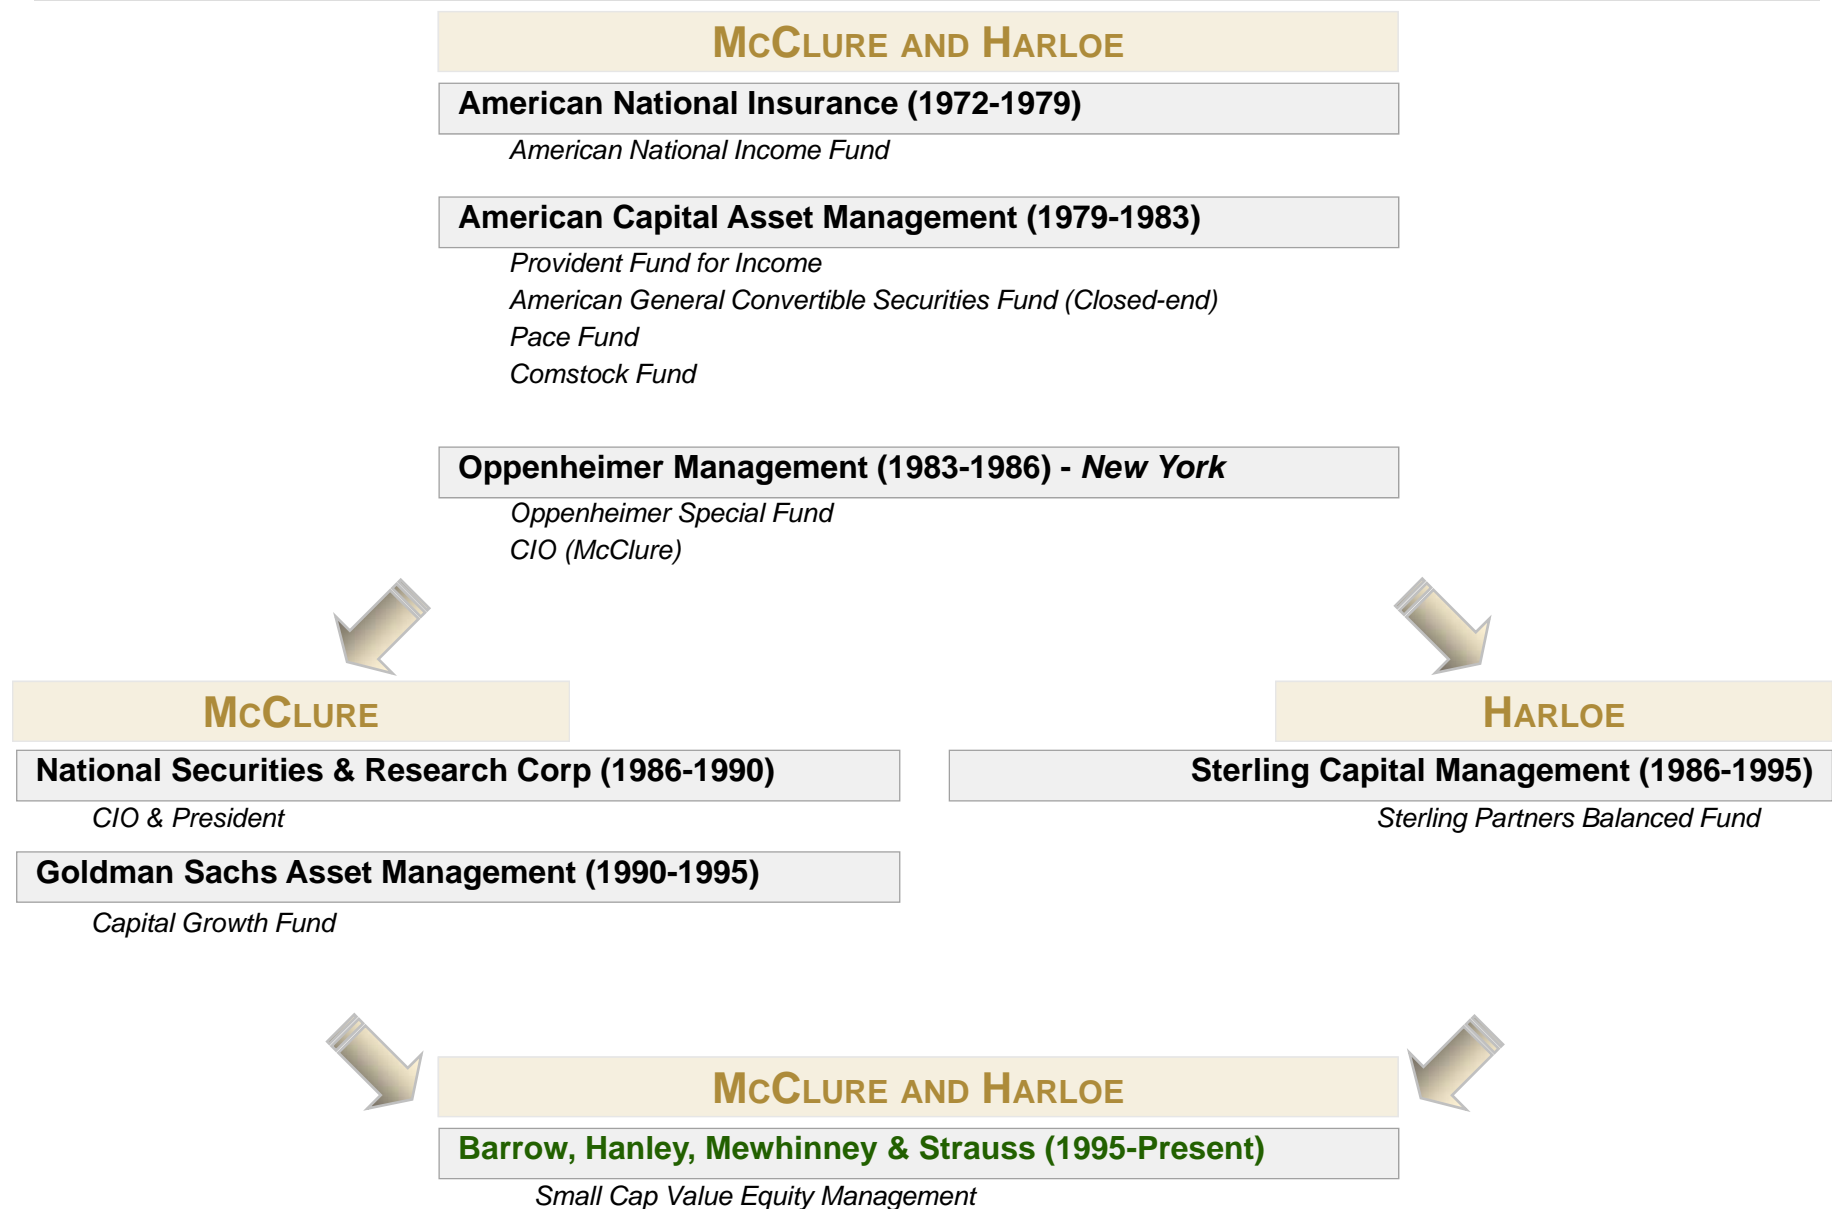 McClure and Harloe
American National Insurance (1972-1979)
American National Income Fund
American Capital Asset Management (1979-1983)
Provident Fund for Income
American General Convertible Securities Fund (Closed-end)
Pace Fund
Comstock Fund
Oppenheimer Management (1983-1986) - New York
Oppenheimer Special Fund
CIO (McClure)
McClure
National Securities & Research Corp (1986-1990)
CIO & President
Goldman Sachs Asset Management (1990-1995)
Capital Growth Fund
Harloe
Sterling Capital Management (1986-1995)
Sterling Partners Balanced Fund
McClure and Harloe
Barrow, Hanley, Mewhinney & Strauss (1995-Present)
Small Cap Value Equity Management